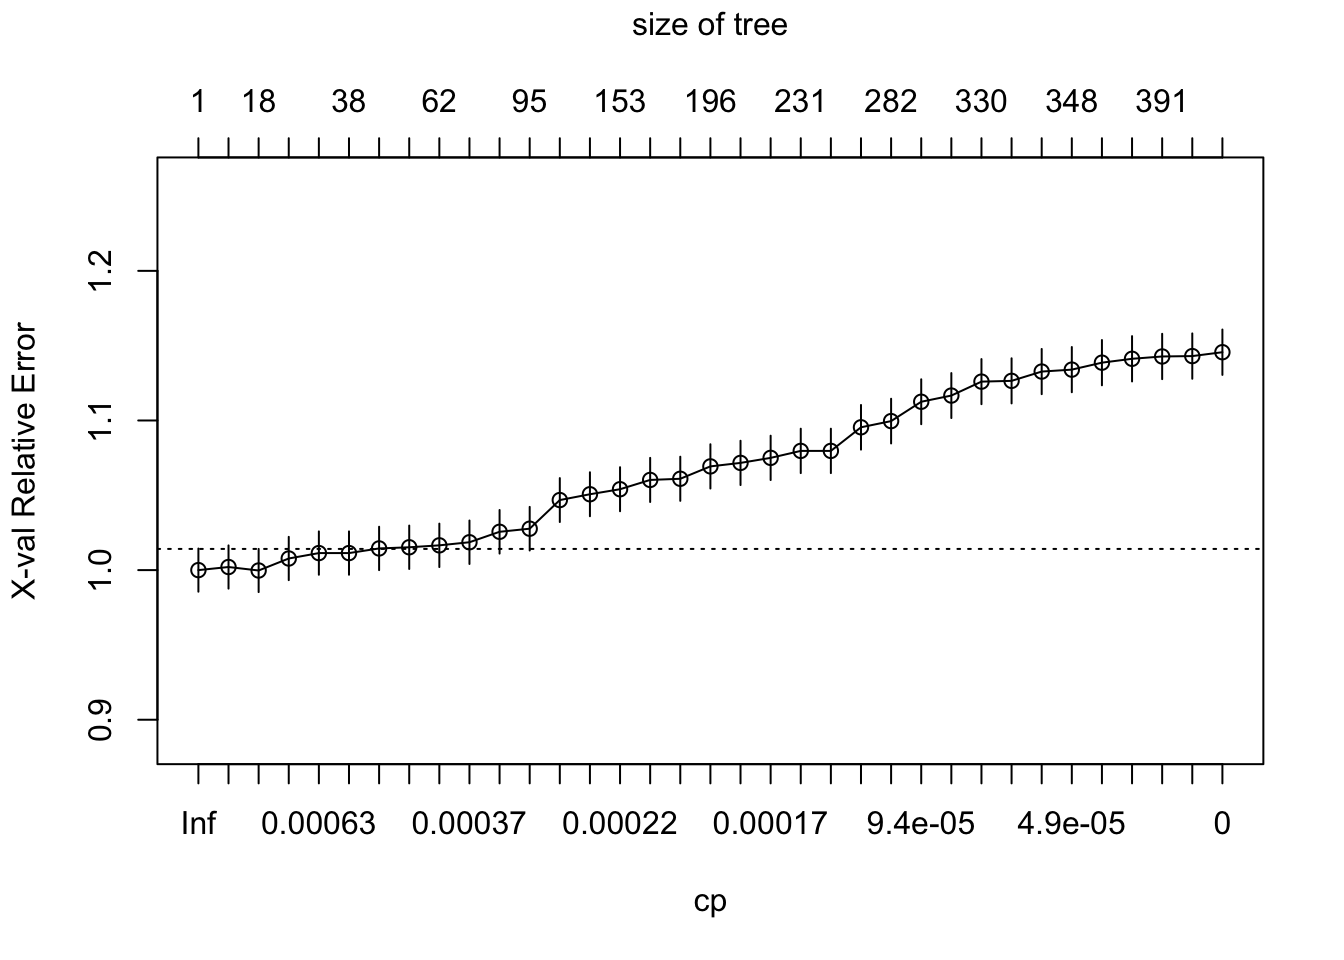 size of tree
1 18 38 62 95 153 196 231 282 330 348 391
X-val Relative Error
1.2
1.1
1.0
0.9
Inf 0.00063 0.00037 0.00022 0.00017 9.4e-05 4.9e-05 0
cp